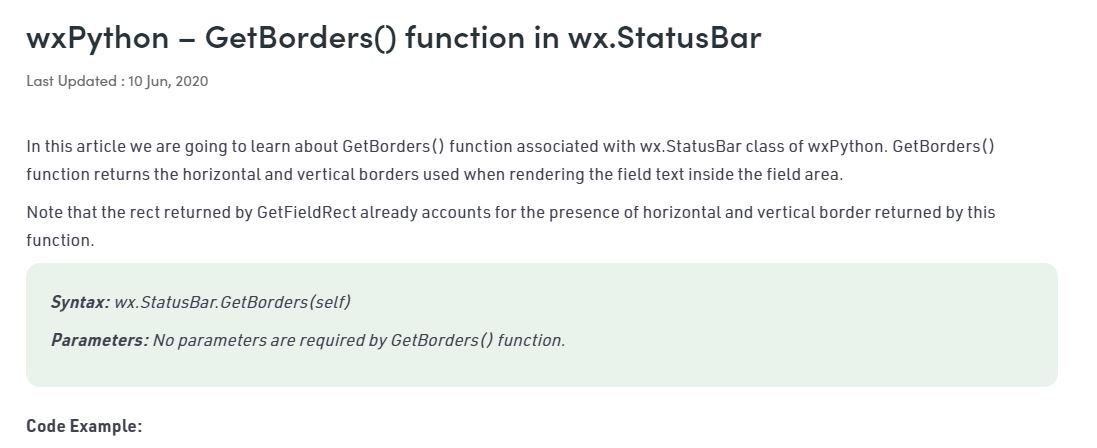 wxPython – GetBorders() function in wx.StatusBar
Last Updated : 10 Jun, 2020
In this article we are going to learn about GetBorders() function associated with wx.StatusBar class of wxPython. GetBorders()
function returns the horizontal and vertical borders used when rendering the field text inside the field area.
Note that the rect returned by GetFieldRect already accounts for the presence of horizontal and vertical border returned by this
function.
Syntax: wx.StatusBar.GetBorders(self)
Parameters: No parameters are required by GetBorders() function.
Code Example: